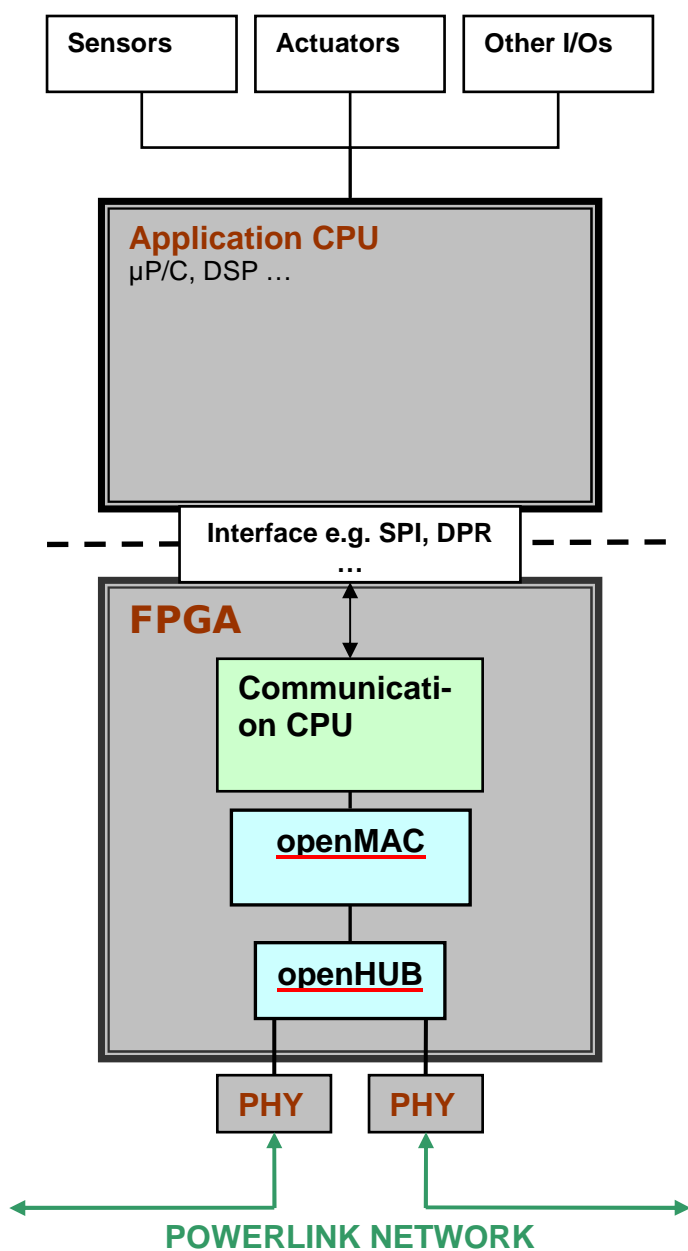 Sensors
Actuators
Other I/Os
Application CPU
µP/C, DSP …
Interface e.g. SPI, DPR
…
FPGA
Communicati-
on CPU
openMAC
openHUB
PHY
PHY
POWERLINK NETWORK